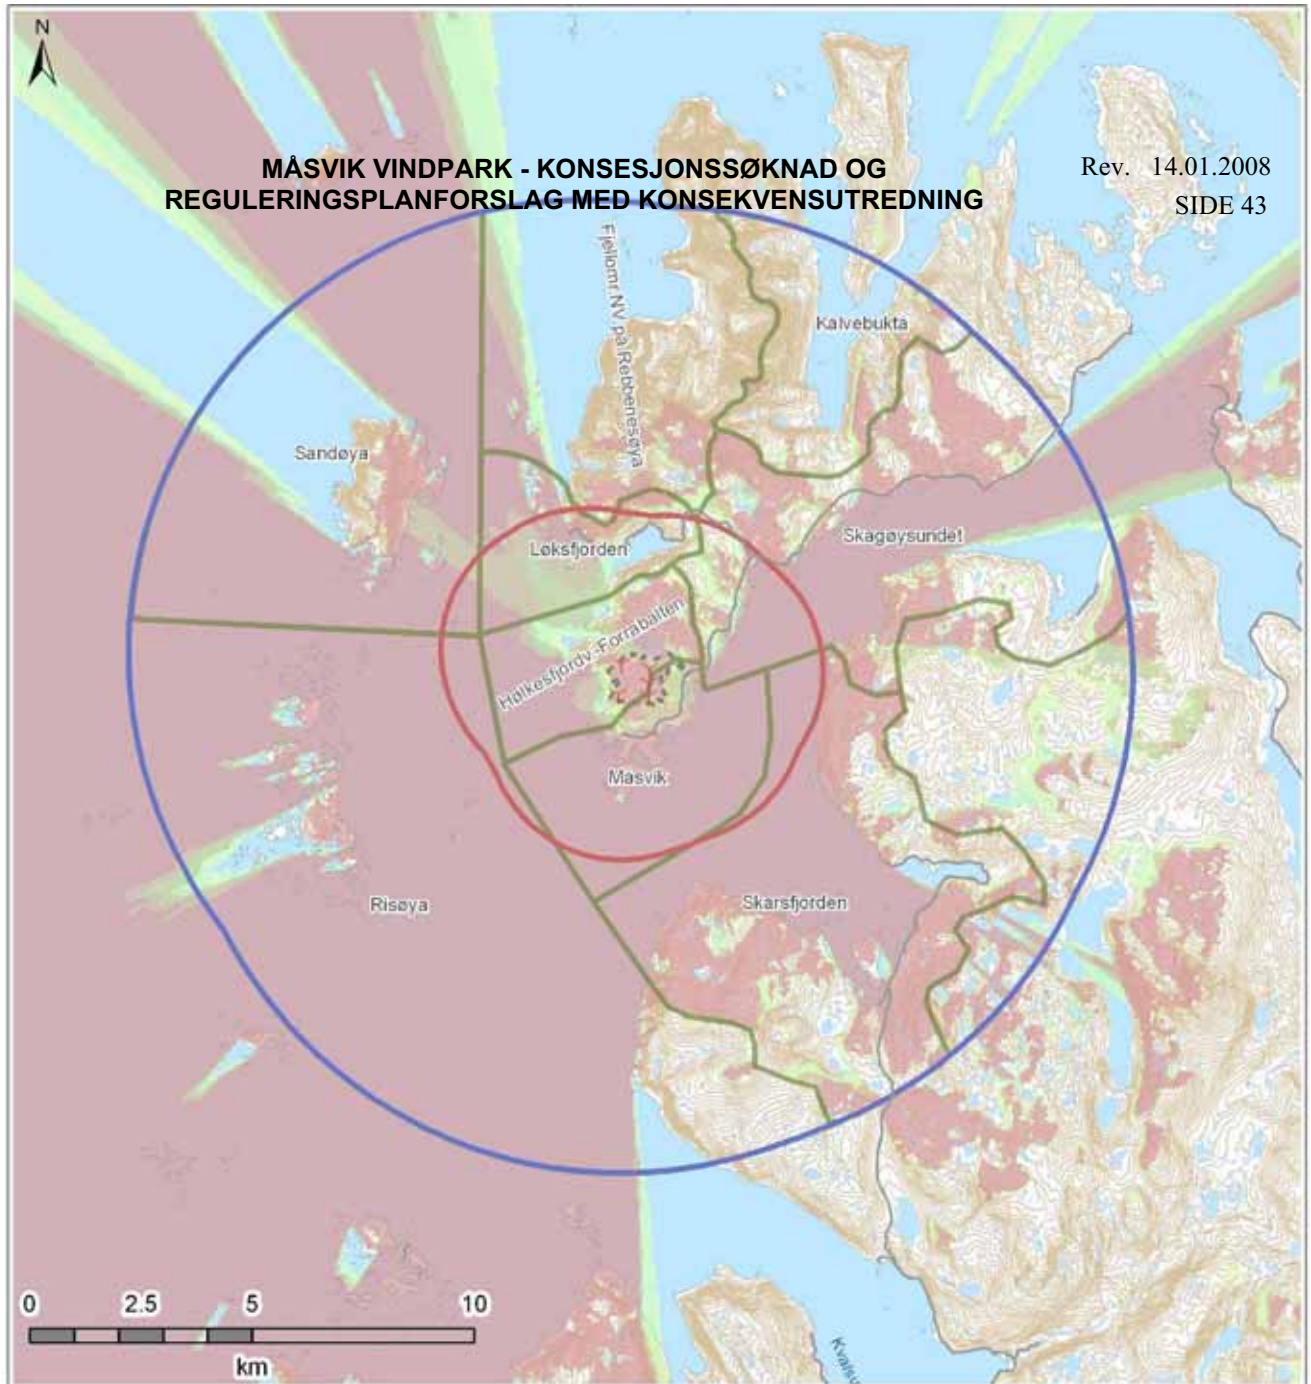 N
MÅSVIK VINDPARK - KONSESJONSSØKNAD OG
REGULERINGSPLANFORSLAG MED KONSEKVENSUTREDNING
Rev. 14.01.2008
SIDE 43
Fjellomr.NV på Rebbenesøya
Kalvebukta
Sandøya
Løksfjorden
Skagøysundet
Hølkesfjordv.-Forrabalten
Måsvik
Risøya
Skarsfjorden
0 2.5 5 10
km